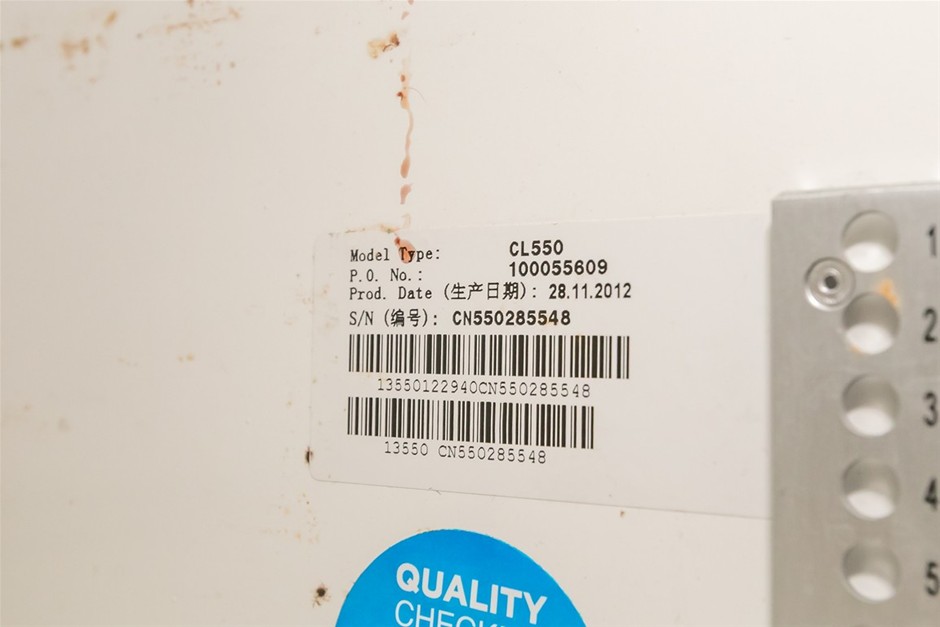 Model Type: CL550
P.O. No.: 100055609
Prod. Date (生产日期): 28.11.2012
S/N (编号): CN550285548
13550122940CN550285548
13550 CN550285548
QUALITY
1
2
3
4
5